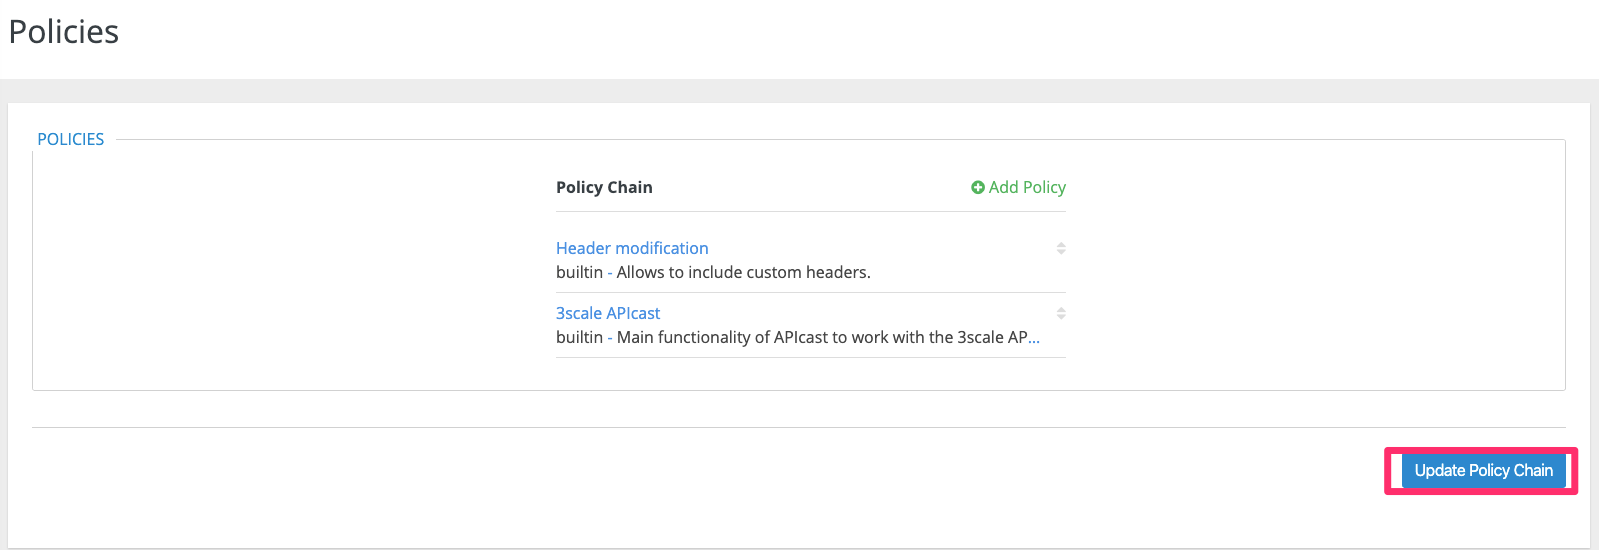 Policies
POLICIES
Policy Chain
Add Policy
Header modification
builtin - Allows to include custom headers.
3scale APIcast
builtin - Main functionality of APIcast to work with the 3scale AP...
Update Policy Chain